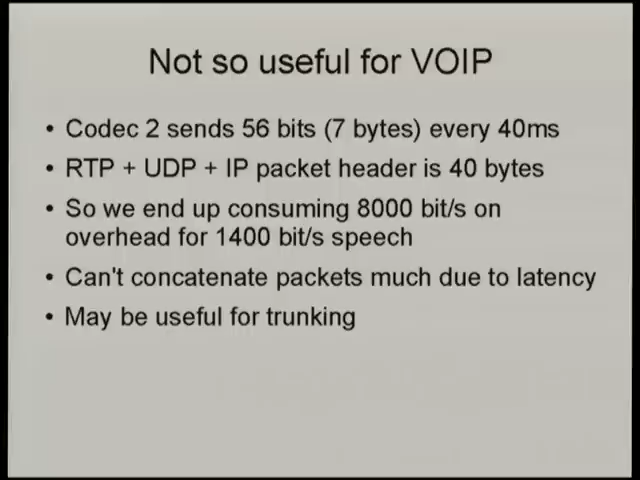 Not so useful for VOIP
• Codec 2 sends 56 bits (7 bytes) every 40ms
• RTP + UDP + IP packet header is 40 bytes
• So we end up consuming 8000 bit/s on
overhead for 1400 bit/s speech
• Can't concatenate packets much due to latency
• May be useful for trunking